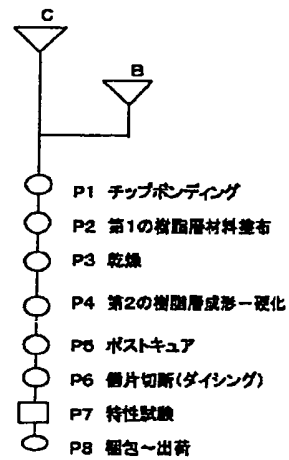 C
B
P1 チップボンディング
P2 第1の樹脂層材料塗布
P3 乾燥
P4 第2の樹脂層成形ー硬化
P5 ポストキュア
P6 個片切断(ダイシング)
P7 特性試験
P8 梱包~出荷